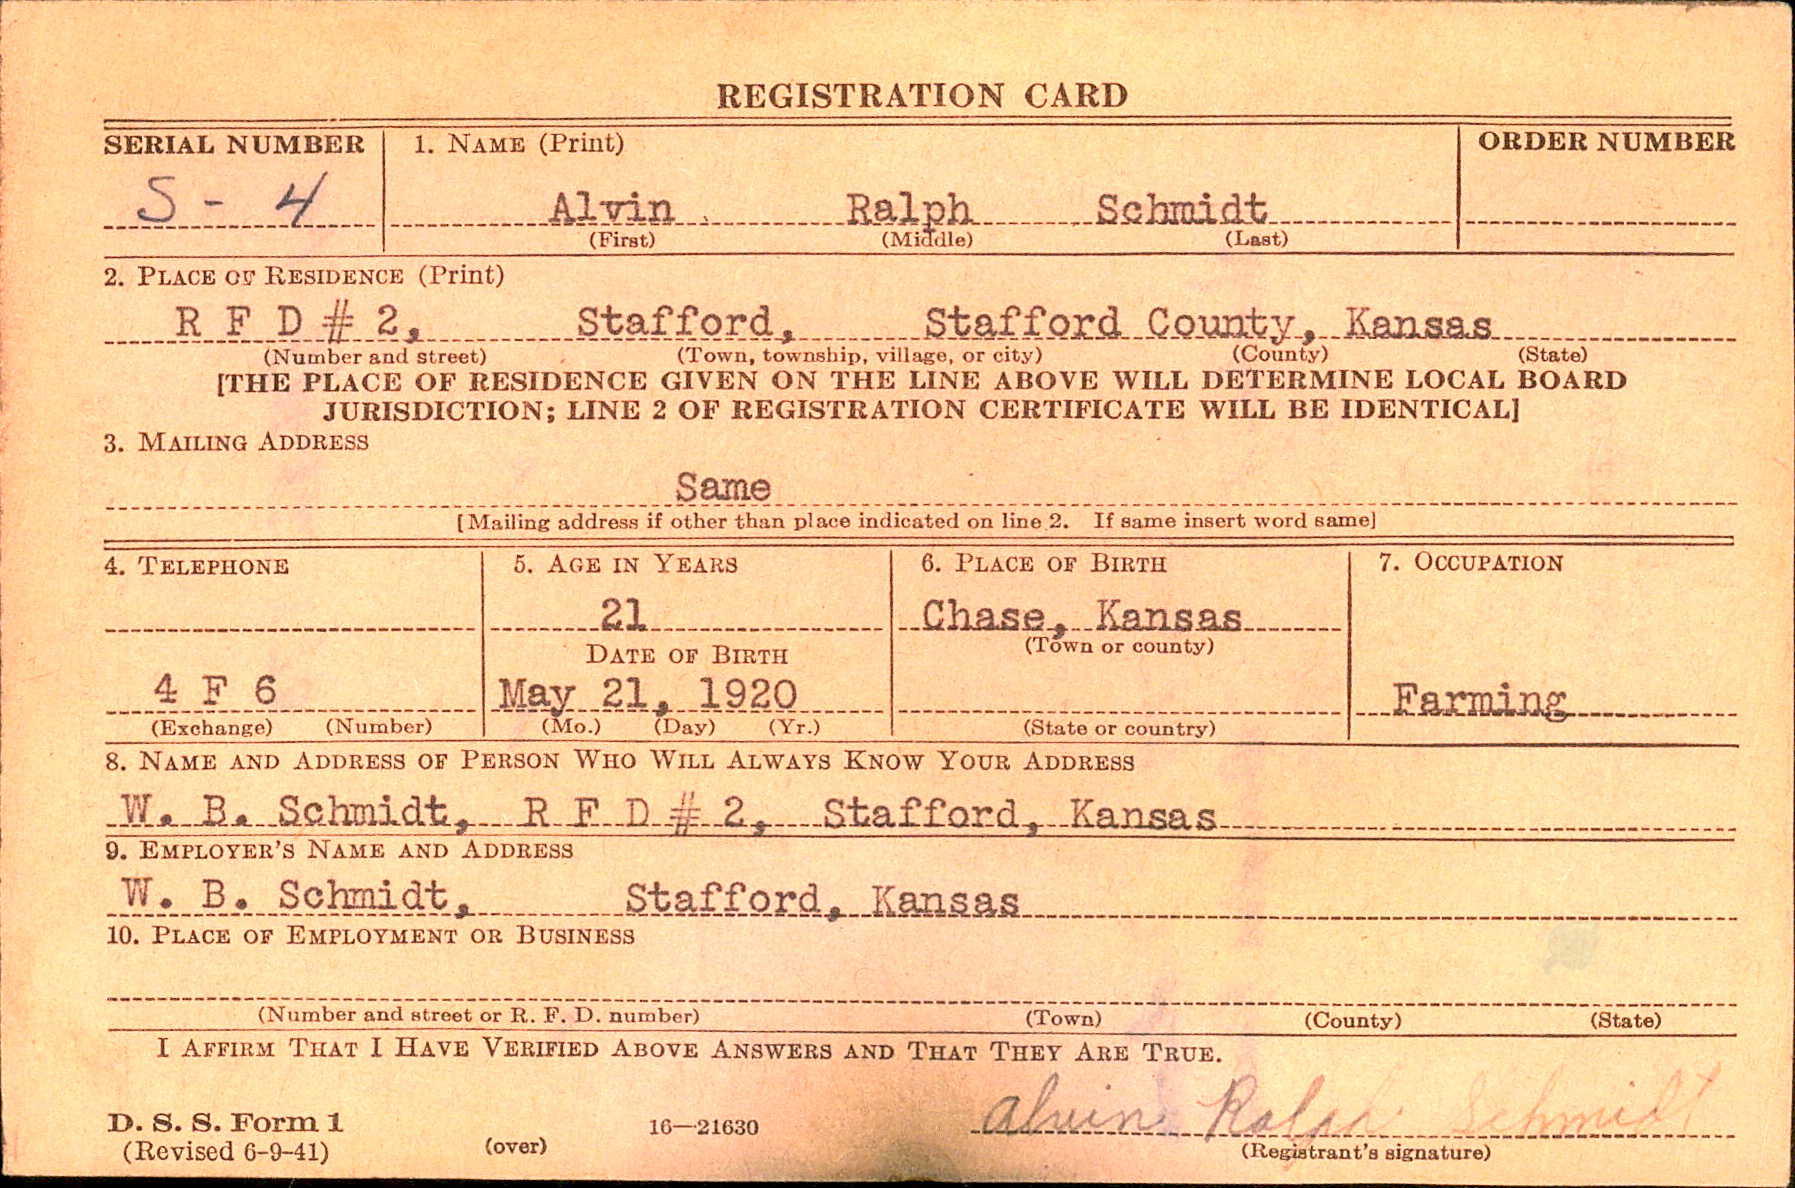 REGISTRATION CARD
SERIAL NUMBER 1. NAME (Print) ORDER NUMBER
S - 4 Alvin Ralph Schmidt
(First) (Middle) (Last)
2. PLACE OF RESIDENCE (Print)
R F D # 2, Stafford, Stafford County, Kansas
(Number and street) (Town, township, village, or city) (County) (State)
[THE PLACE OF RESIDENCE GIVEN ON THE LINE ABOVE WILL DETERMINE LOCAL BOARD
JURISDICTION; LINE 2 OF REGISTRATION CERTIFICATE WILL BE IDENTICAL]
3. MAILING ADDRESS
Same
[Mailing address if other than place indicated on line 2. If same insert word same]
4. TELEPHONE 5. AGE IN YEARS 6. PLACE OF BIRTH 7. OCCUPATION
21 Chase, Kansas
DATE OF BIRTH (Town or county)
4 F 6 May 21, 1920 Farming
(Exchange) (Number) (Mo.) (Day) (Yr.) (State or country)
8. NAME AND ADDRESS OF PERSON WHO WILL ALWAYS KNOW YOUR ADDRESS
W. B. Schmidt, R F D # 2, Stafford, Kansas
9. EMPLOYER'S NAME AND ADDRESS
W. B. Schmidt, Stafford, Kansas
10. PLACE OF EMPLOYMENT OR BUSINESS
(Number and street or R. F. D. number) (Town) (County) (State)
I AFFIRM THAT I HAVE VERIFIED ABOVE ANSWERS AND THAT THEY ARE TRUE.
D. S. S. Form 1 16—21630 Alvin Ralph Schmidt
(Revised 6-9-41) (over) (Registrant's signature)